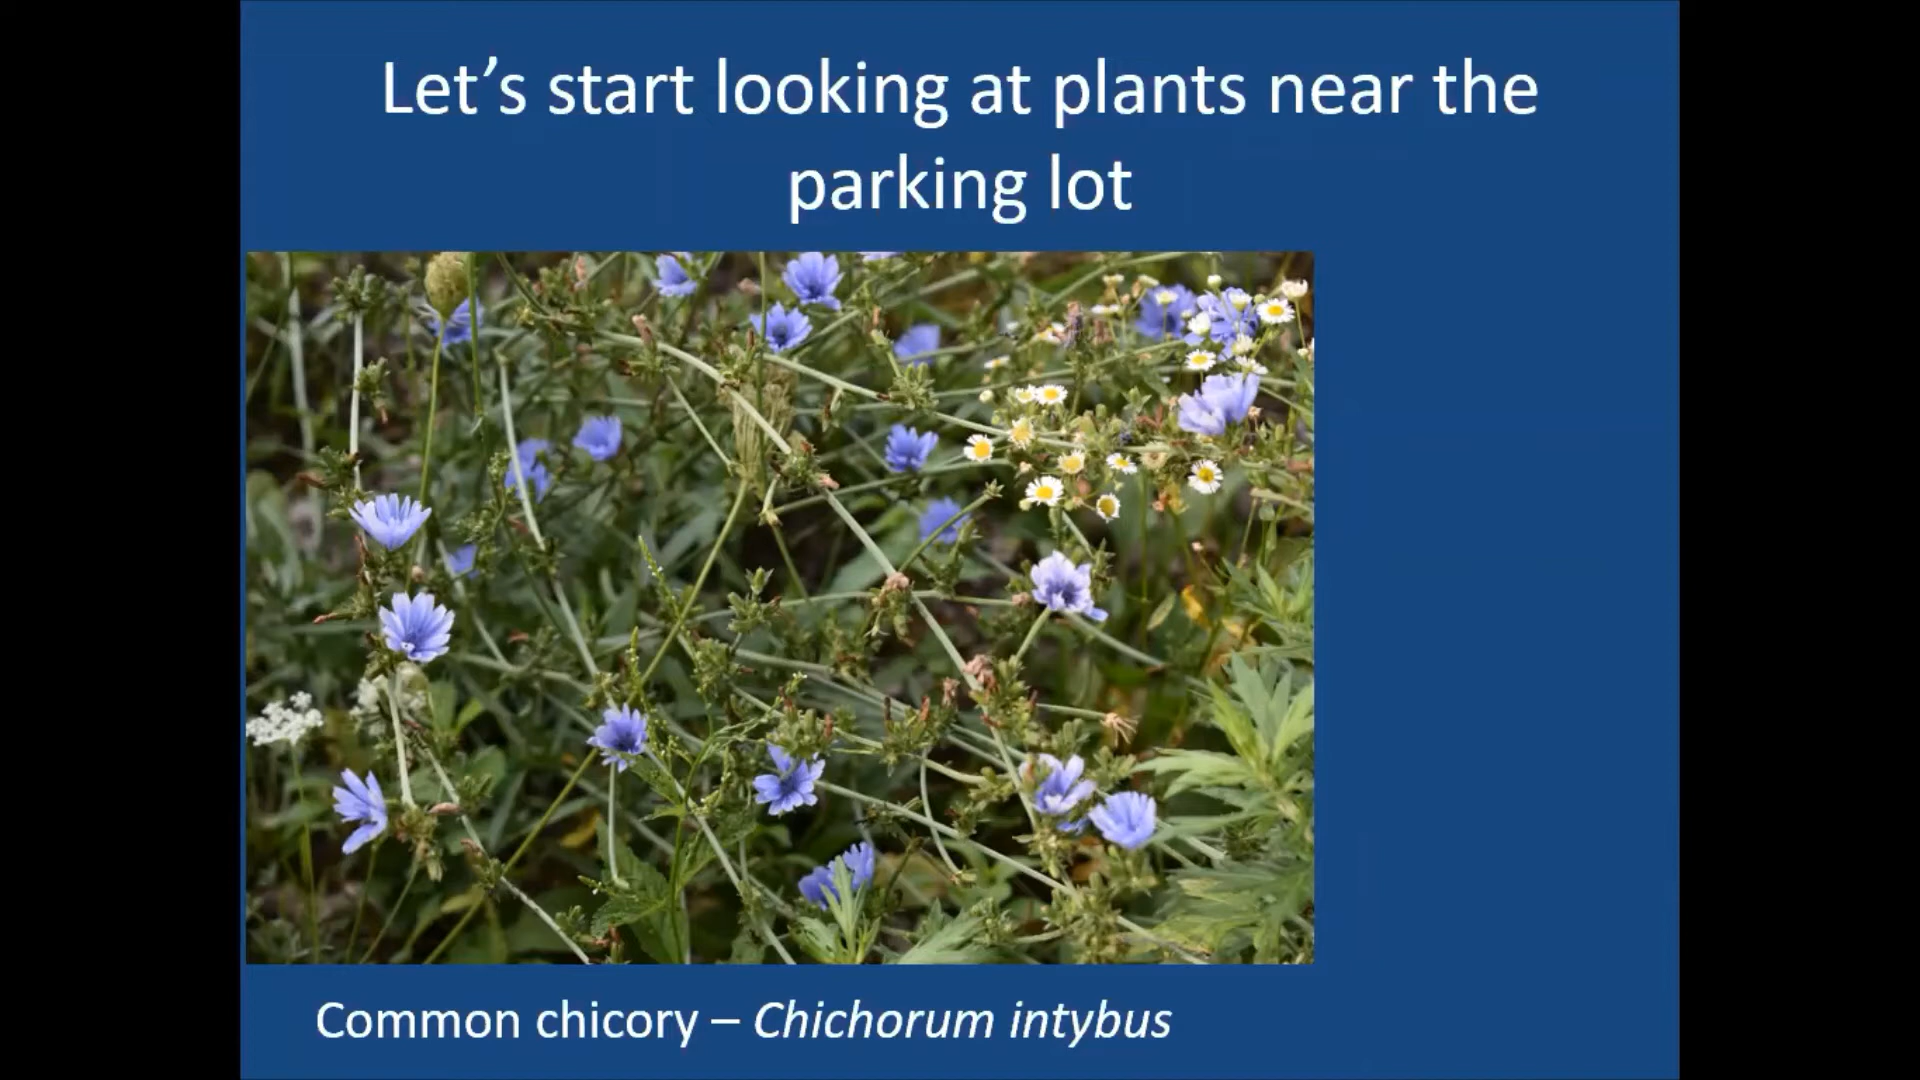 Let’s start looking at plants near the
parking lot
Common chicory – Chichorum intybus